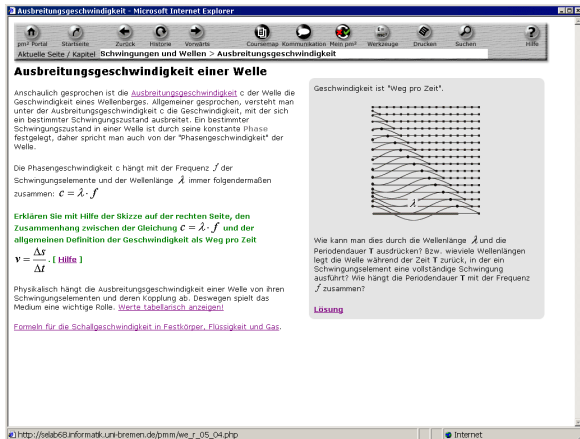 Ausbreitungsgeschwindigkeit - Microsoft Internet Explorer
pm² Portal Startseite Zurück Historie Vorwärts Coursemap Kommunikation Mein pm² Werkzeuge Drucken Suchen Hilfe
Aktuelle Seite / Kapitel Schwingungen und Wellen > Ausbreitungsgeschwindigkeit
Ausbreitungsgeschwindigkeit einer Welle
Anschaulich gesprochen ist die Ausbreitungsgeschwindigkeit c der Welle die
Geschwindigkeit eines Wellenberges. Allgemeiner gesprochen, versteht man
unter der Ausbreitungsgeschwindigkeit c die Geschwindigkeit, mit der sich
ein bestimmter Schwingungszustand ausbreitet. Ein bestimmter
Schwingungszustand in einer Welle ist durch seine konstante Phase
festgelegt, daher spricht man auch von der "Phasengeschwindigkeit" der
Welle.
Die Phasengeschwindigkeit c hängt mit der Frequenz f der
Schwingungselemente und der Wellenlänge λ immer folgendermaßen
zusammen: c = λ · f
Erklären Sie mit Hilfe der Skizze auf der rechten Seite, den
Zusammenhang zwischen der Gleichung c = λ · f und der
allgemeinen Definition der Geschwindigkeit als Weg pro Zeit
v = Δs / Δt . [ Hilfe ]
Physikalisch hängt die Ausbreitungsgeschwindigkeit einer Welle von ihren
Schwingungselementen und deren Kopplung ab. Deswegen spielt das
Medium eine wichtige Rolle. Werte tabellarisch anzeigen!
Formeln für die Schallgeschwindigkeit in Festkörper, Flüssigkeit und Gas.
Geschwindigkeit ist "Weg pro Zeit".
λ
Wie kann man dies durch die Wellenlänge λ und die
Periodendauer T ausdrücken? Bzw. wieviele Wellenlängen
legt die Welle während der Zeit T zurück, in der ein
Schwingungselement eine vollständige Schwingung
ausführt? Wie hängt die Periodendauer T mit der Frequenz
f zusammen?
Lösung
http://selab68.informatik.uni-bremen.de/pmm/we_r_05_04.php
Internet